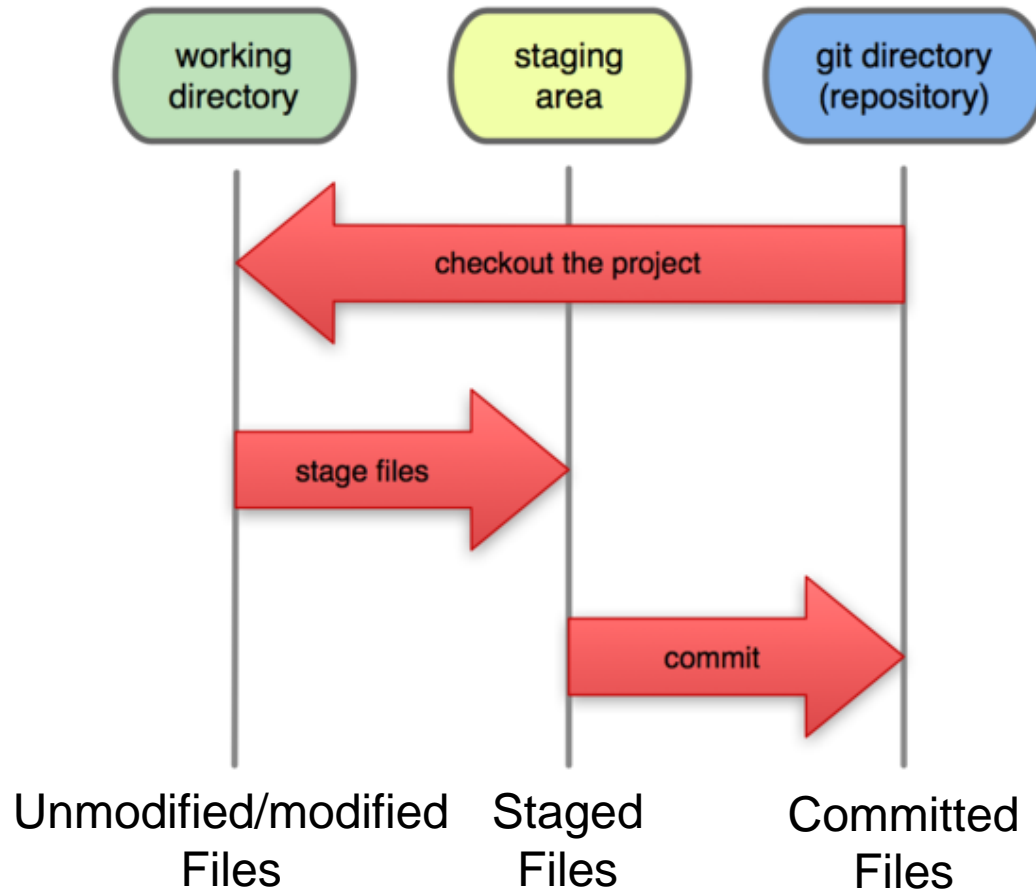 working
directory
staging
area
git directory
(repository)
checkout the project
stage files
commit
Unmodified/modified
Files
Staged
Files
Committed
Files